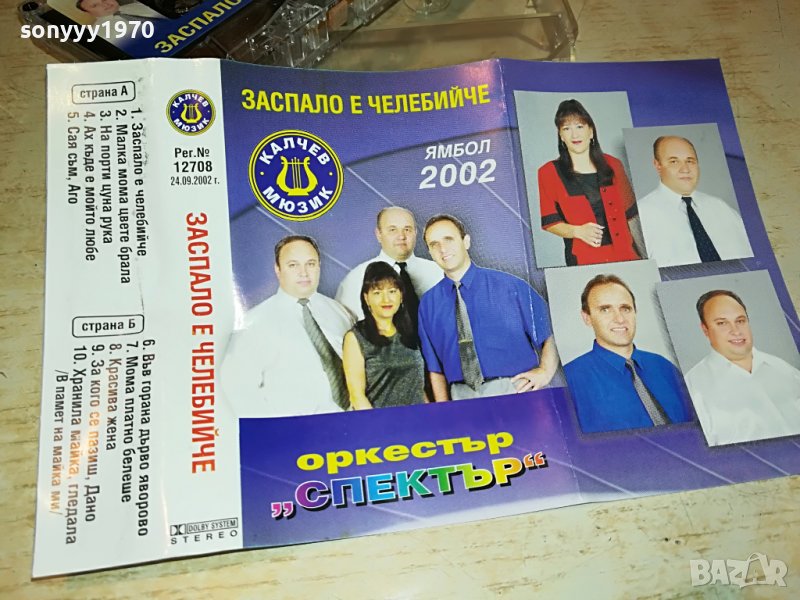 sonyyy1970
ЗАСПАЛО
страна А
1. Заспало е челебийче
2. Малка мома цвете брала
3. На порти цуна рука
4. Ах къде е мойто любе
5. Сая съм, Аго
страна Б
6. Във горана дърво яворово
7. Мома платно белеше
8. Красива жена
9. За кого се пазиш, Дано
10. Хранила майка, гледала
/В памет на майка ми/
КАЛЧЕВ
МЮЗИК
Рег.№
12708
24.09.2002 г.
ЗАСПАЛО Е ЧЕЛЕБИЙЧЕ
DOLBY SYSTEM
STEREO
ЗАСПАЛО Е ЧЕЛЕБИЙЧЕ
КАЛЧЕВ
МЮЗИК
ЯМБОЛ
2002
оркестър
„СПЕКТЪР“
BAZAR